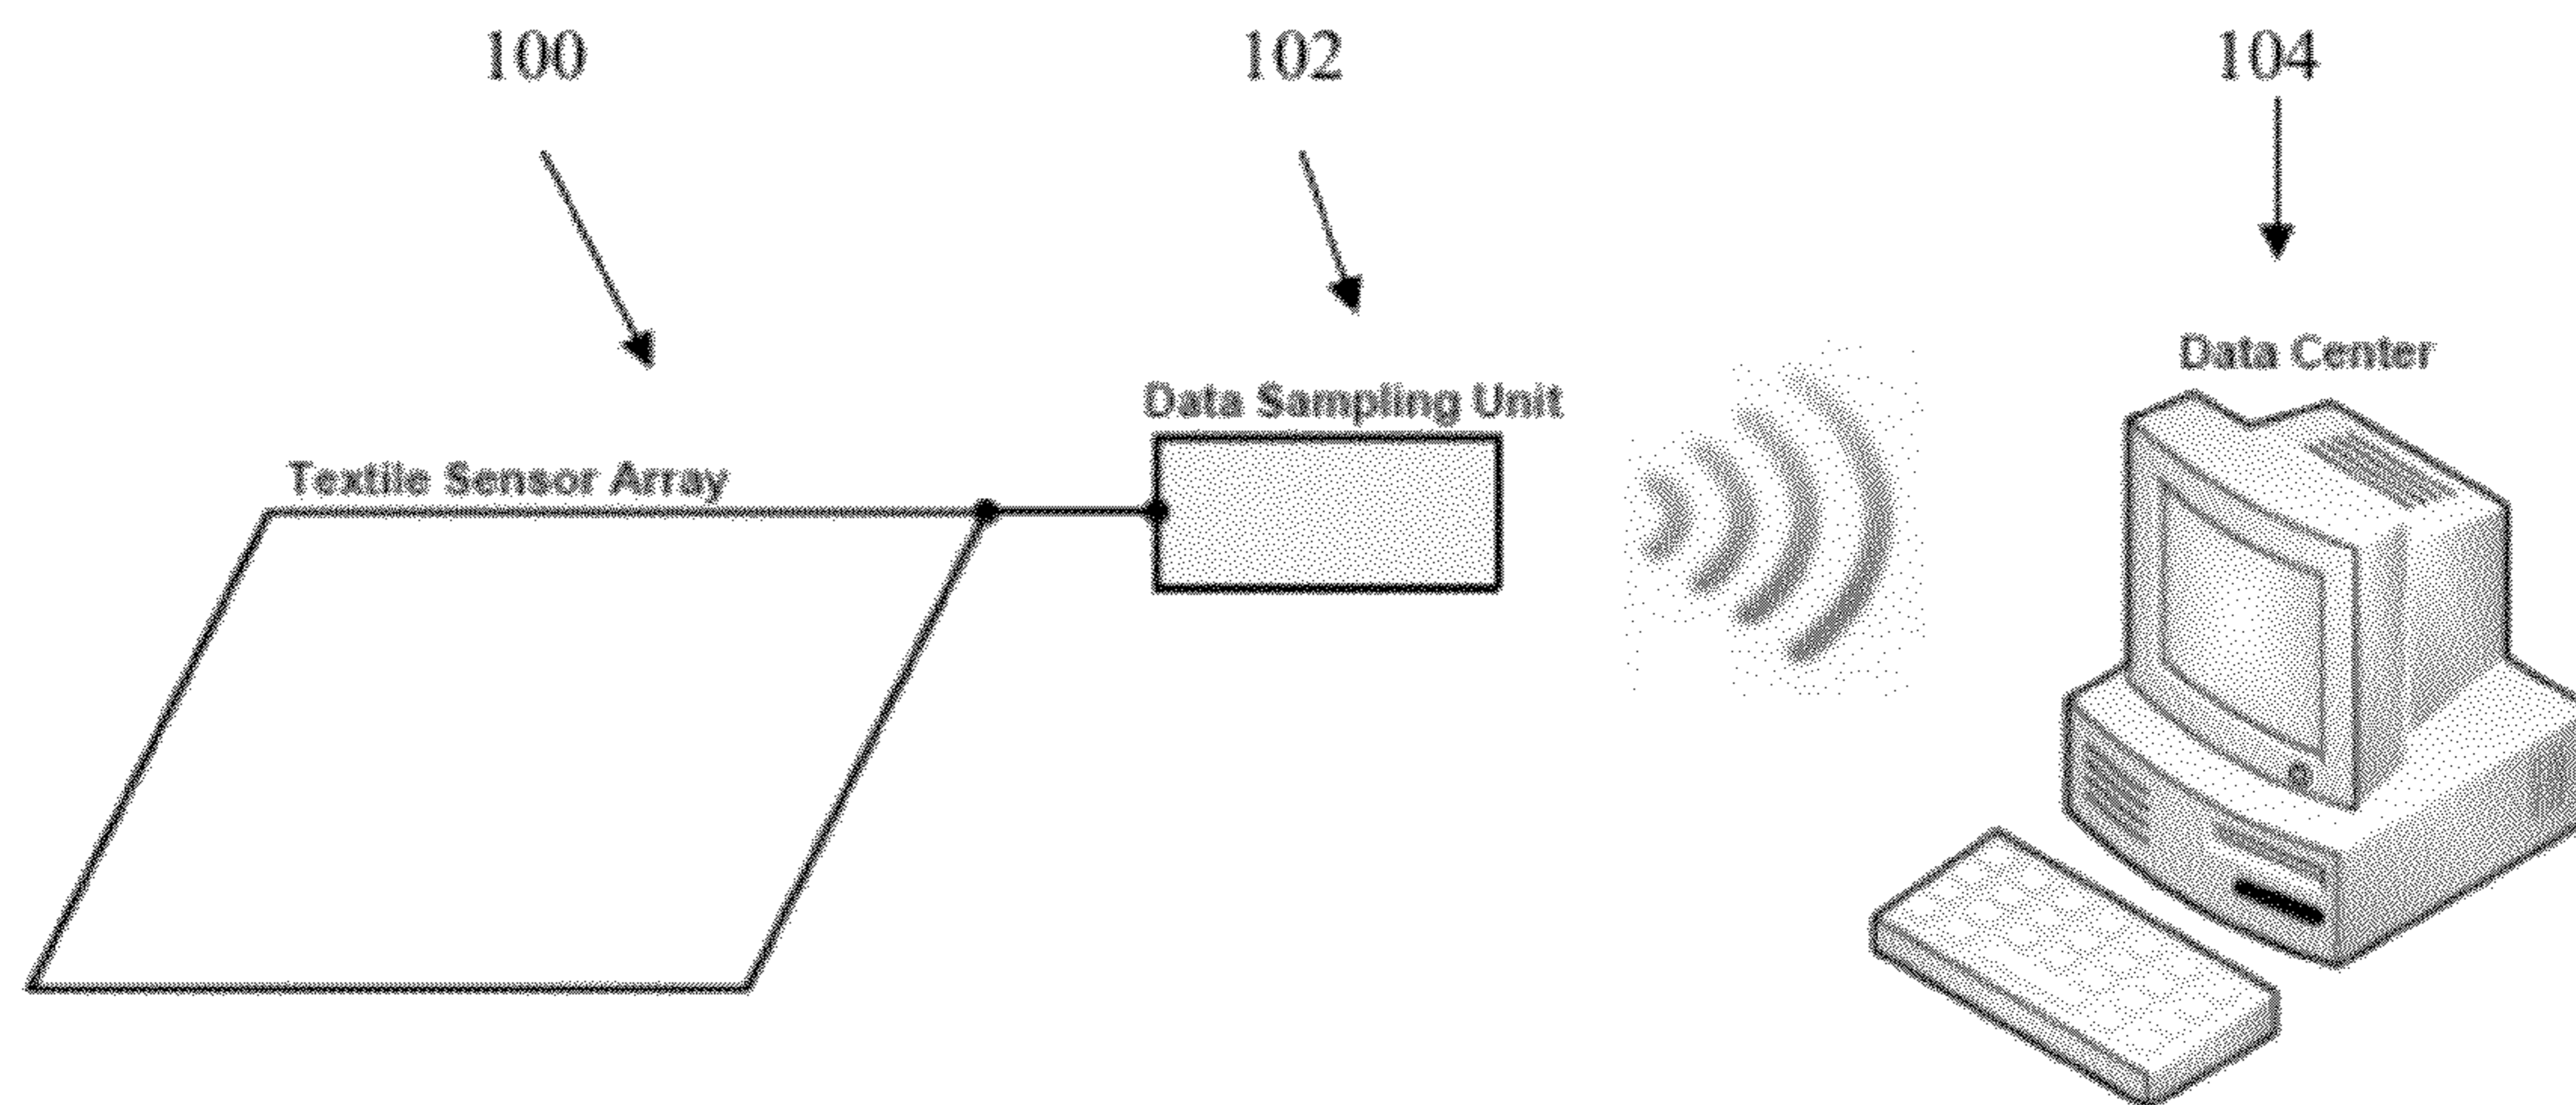 100
102
104
Data Center
Data Sampling Unit
Textile Sensor Array